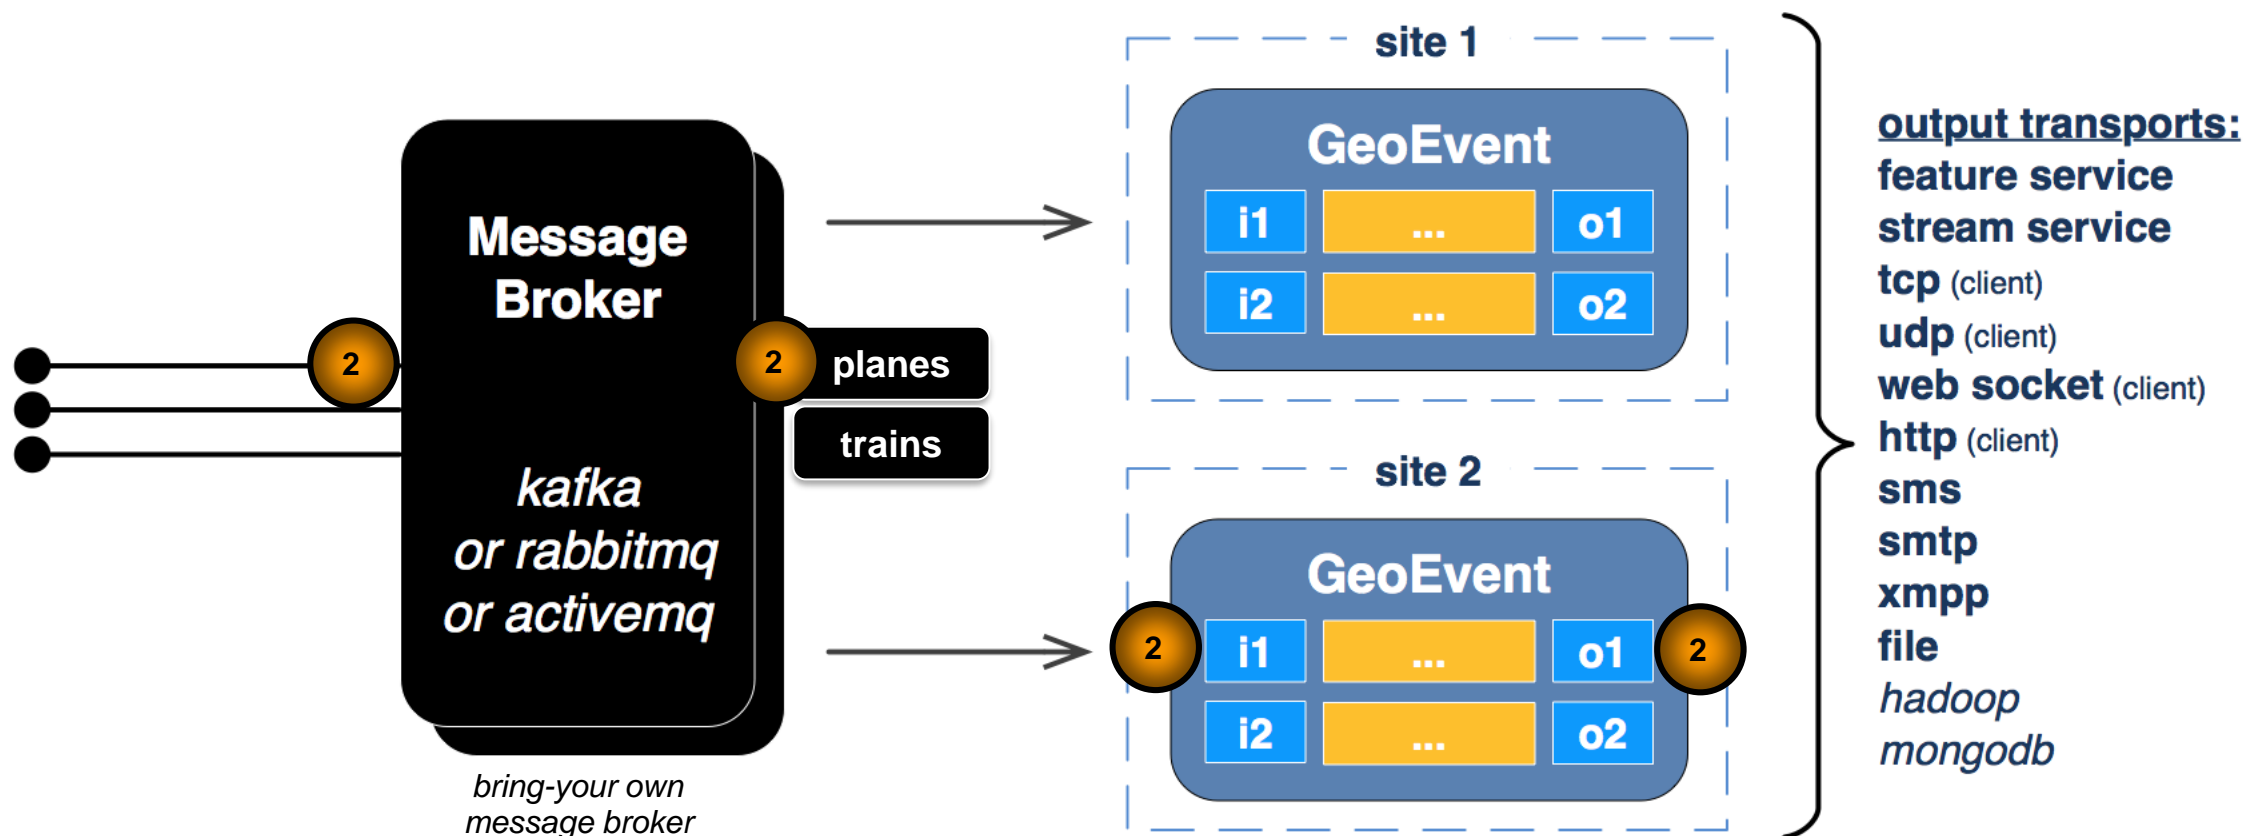 Message
Broker
kafka
or rabbitmq
or activemq
bring-your own
message broker
2
2
planes
trains
site 1
GeoEvent
i1
...
o1
i2
...
o2
site 2
GeoEvent
2
i1
...
o1
2
i2
...
o2
output transports:
feature service
stream service
tcp (client)
udp (client)
web socket (client)
http (client)
sms
smtp
xmpp
file
hadoop
mongodb